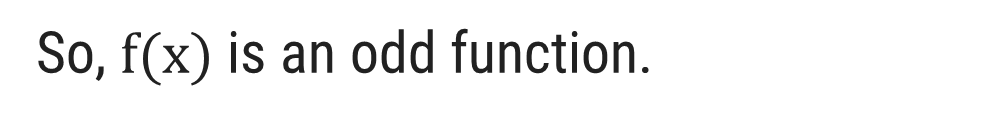 So, f(x) is an odd function.